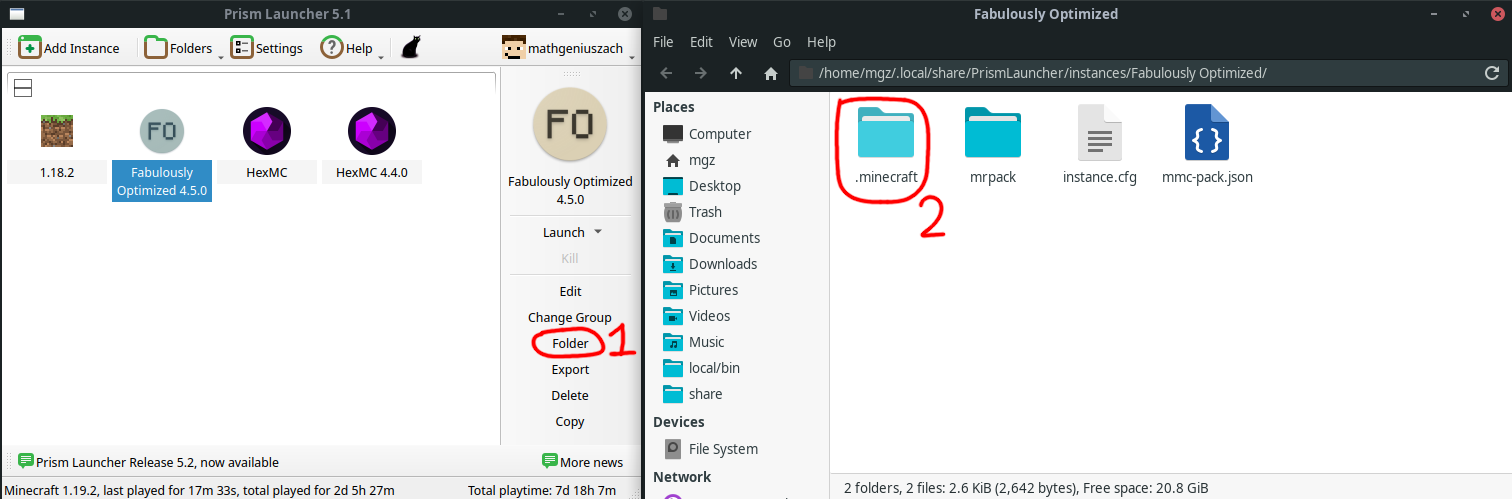 Prism Launcher 5.1
Add Instance Folders Settings Help mathgeniuszach
1.18.2
Fabulously
Optimized 4.5.0
HexMC
HexMC 4.4.0
FO
FO
Fabulously Optimized
4.5.0
Launch
Kill
Edit
Change Group
Folder 1
Export
Delete
Copy
Prism Launcher Release 5.2, now available More news
Minecraft 1.19.2, last played for 17m 33s, total played for 2d 5h 27m Total playtime: 7d 18h 7m
Fabulously Optimized
File Edit View Go Help
/home/mgz/.local/share/PrismLauncher/instances/Fabulously Optimized/
Places
Computer
mgz
Desktop
Trash
Documents
Downloads
Pictures
Videos
Music
local/bin
share
Devices
File System
Network
.minecraft mrpack instance.cfg mmc-pack.json
2
{ }
2 folders, 2 files: 2.6 KiB (2,642 bytes), Free space: 20.8 GiB